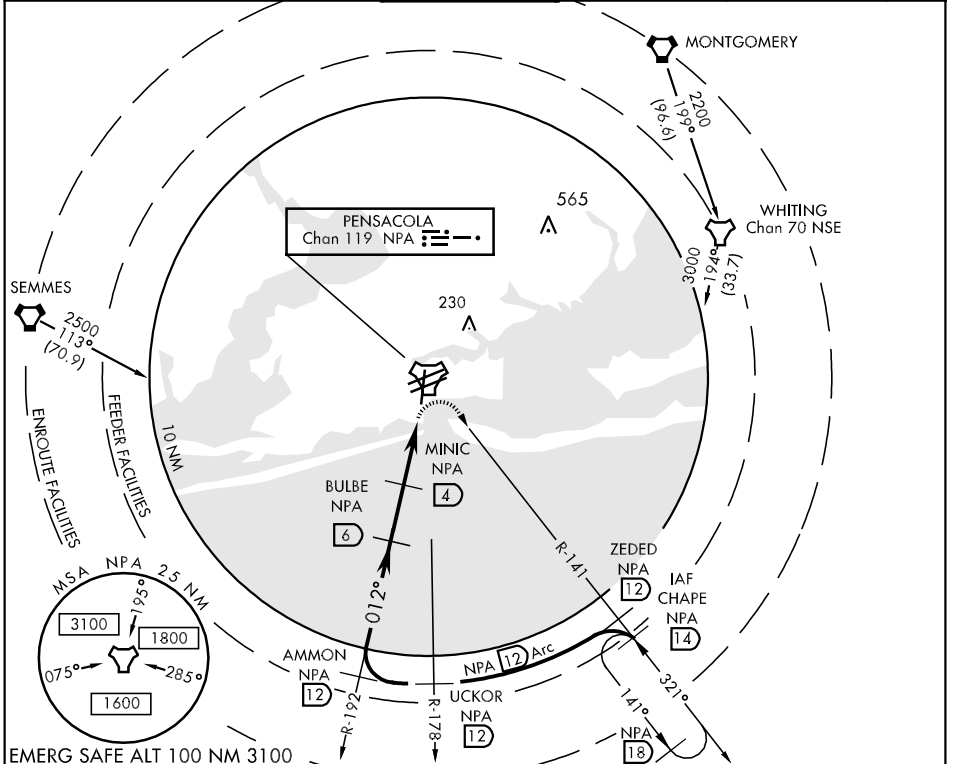 MONTGOMERY
2200
199°
(96.6)
565
PENSACOLA
Chan 119 NPA
WHITING
Chan 70 NSE
3000
194°
(33.7)
SEMMES
2500
113°
(70.9)
230
ENROUTE FACILITIES
FEEDER FACILITIES
10 NM
MINIC
NPA
4
BULBE
NPA
6
R-141
012°
ZEDED
NPA
12
IAF
CHAPE
NPA
14
MSA NPA 25 NM
195°
3100
1800
075°
285°
1600
AMMON
NPA
12
NPA 12 Arc
R-192
R-178
UCKOR
NPA
12
321°
141°
NPA
18
EMERG SAFE ALT 100 NM 3100